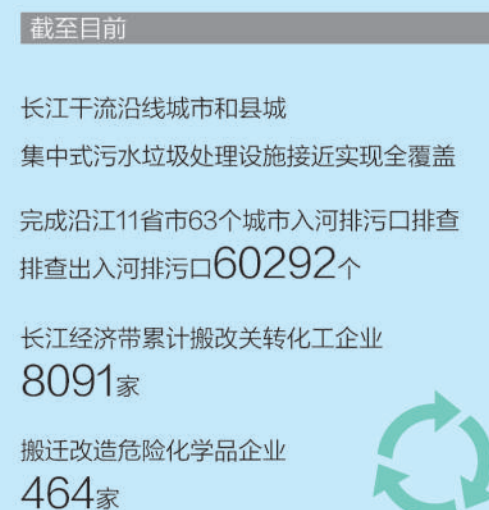 截至目前
长江干流沿线城市和县城
集中式污水垃圾处理设施接近实现全覆盖
完成沿江11省市63个城市入河排污口排查
排查出入河排污口60292个
长江经济带累计搬改关转化工企业
8091家
搬迁改造危险化学品企业
464家